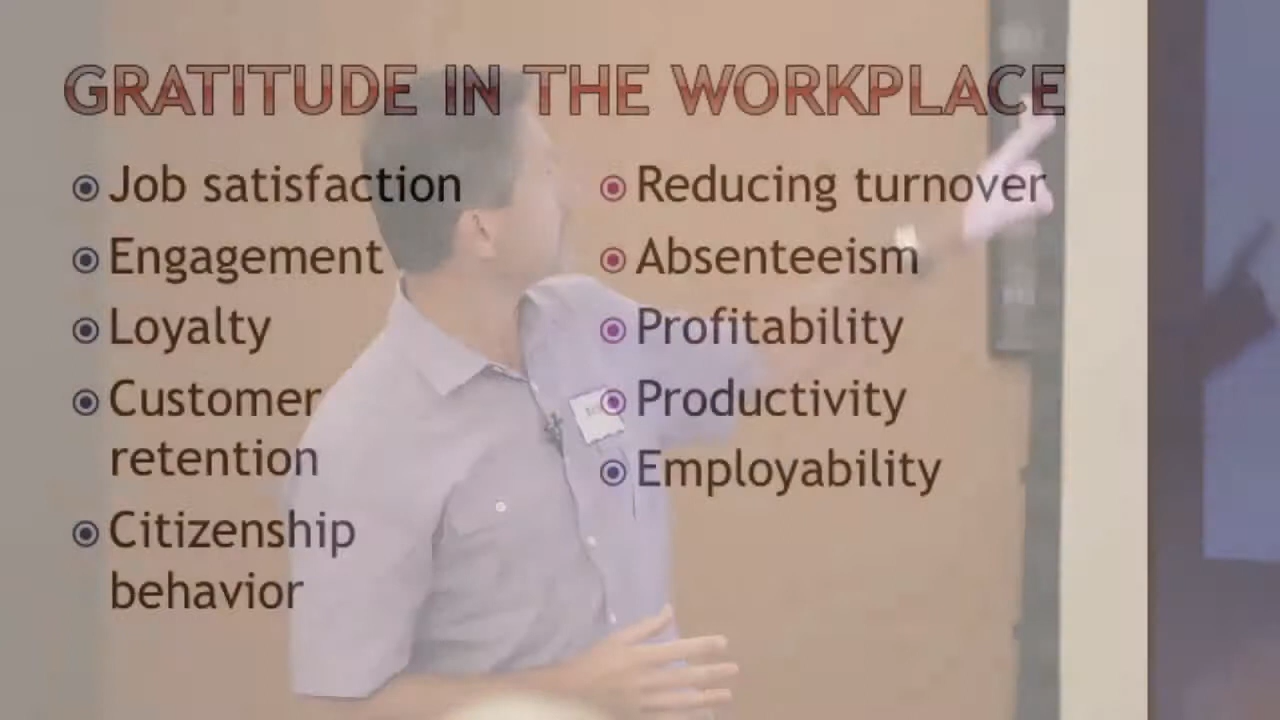 GRATITUDE IN THE WORKPLACE
Job satisfaction
Engagement
Loyalty
Customer
retention
Citizenship
behavior
Reducing turnover
Absenteeism
Profitability
Productivity
Employability